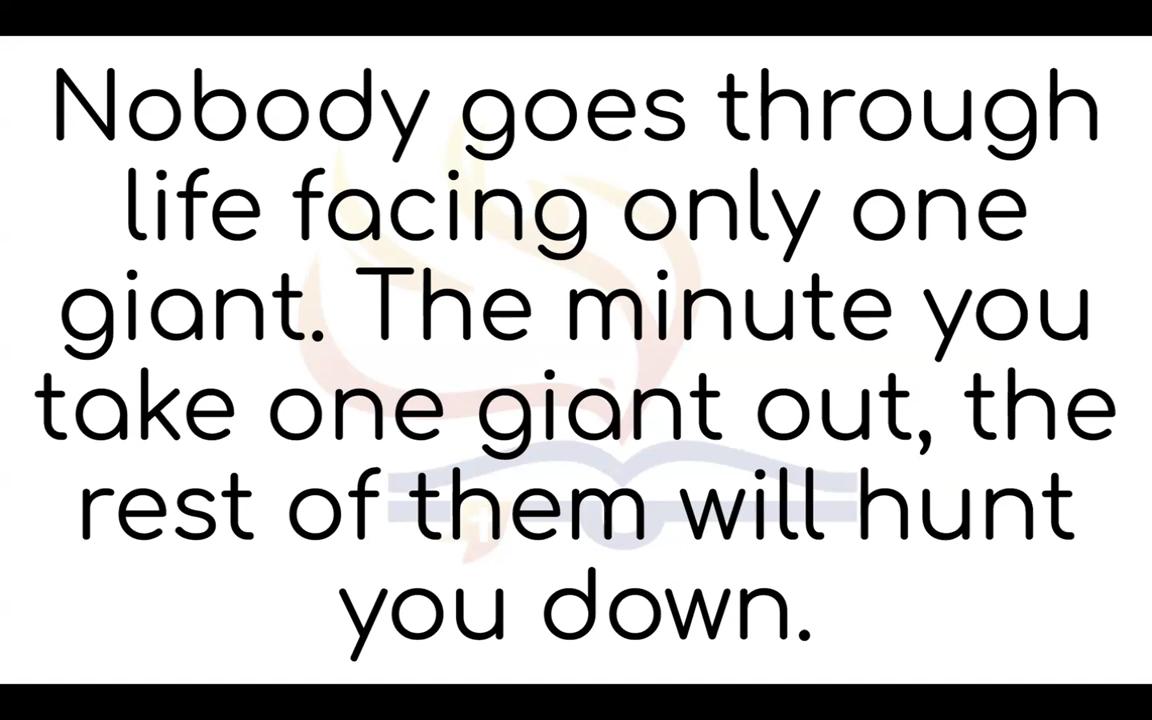 Nobody goes through
life facing only one
giant. The minute you
take one giant out, the
rest of them will hunt
you down.